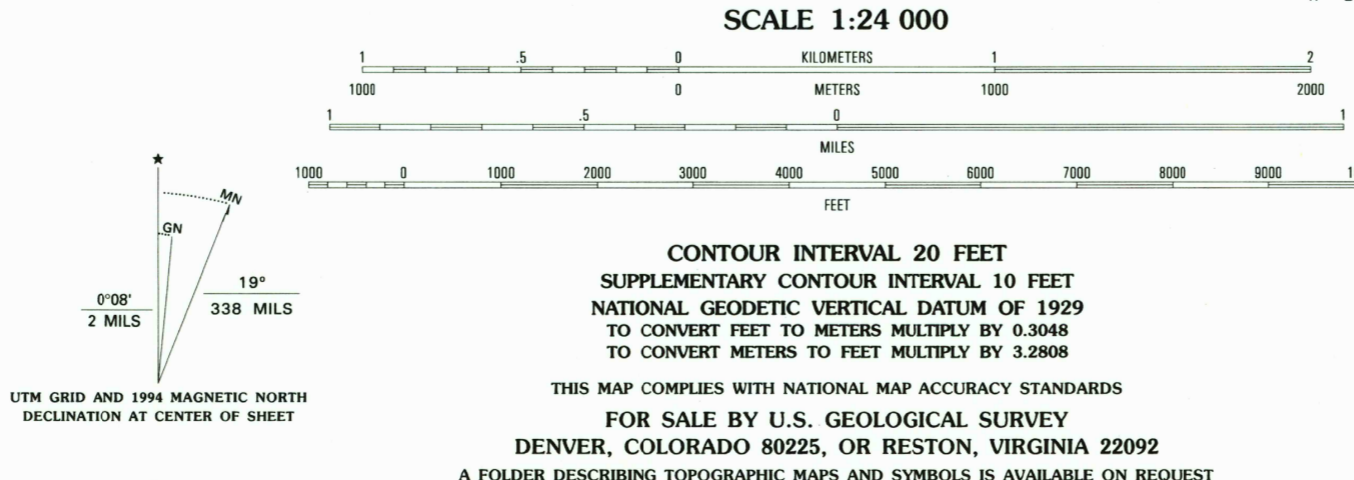 SCALE 1:24 000
1 .5 0 KILOMETERS 1 2
1000 0 METERS 1000 2000
1 .5 0 1
MILES
1000 0 1000 2000 3000 4000 5000 6000 7000 8000 9000
FEET
★
MN
GN
19°
338 MILS
0°08'
2 MILS
UTM GRID AND 1994 MAGNETIC NORTH
DECLINATION AT CENTER OF SHEET
CONTOUR INTERVAL 20 FEET
SUPPLEMENTARY CONTOUR INTERVAL 10 FEET
NATIONAL GEODETIC VERTICAL DATUM OF 1929
TO CONVERT FEET TO METERS MULTIPLY BY 0.3048
TO CONVERT METERS TO FEET MULTIPLY BY 3.2808
THIS MAP COMPLIES WITH NATIONAL MAP ACCURACY STANDARDS
FOR SALE BY U.S. GEOLOGICAL SURVEY
DENVER, COLORADO 80225, OR RESTON, VIRGINIA 22092
A FOLDER DESCRIBING TOPOGRAPHIC MAPS AND SYMBOLS IS AVAILABLE ON REQUEST